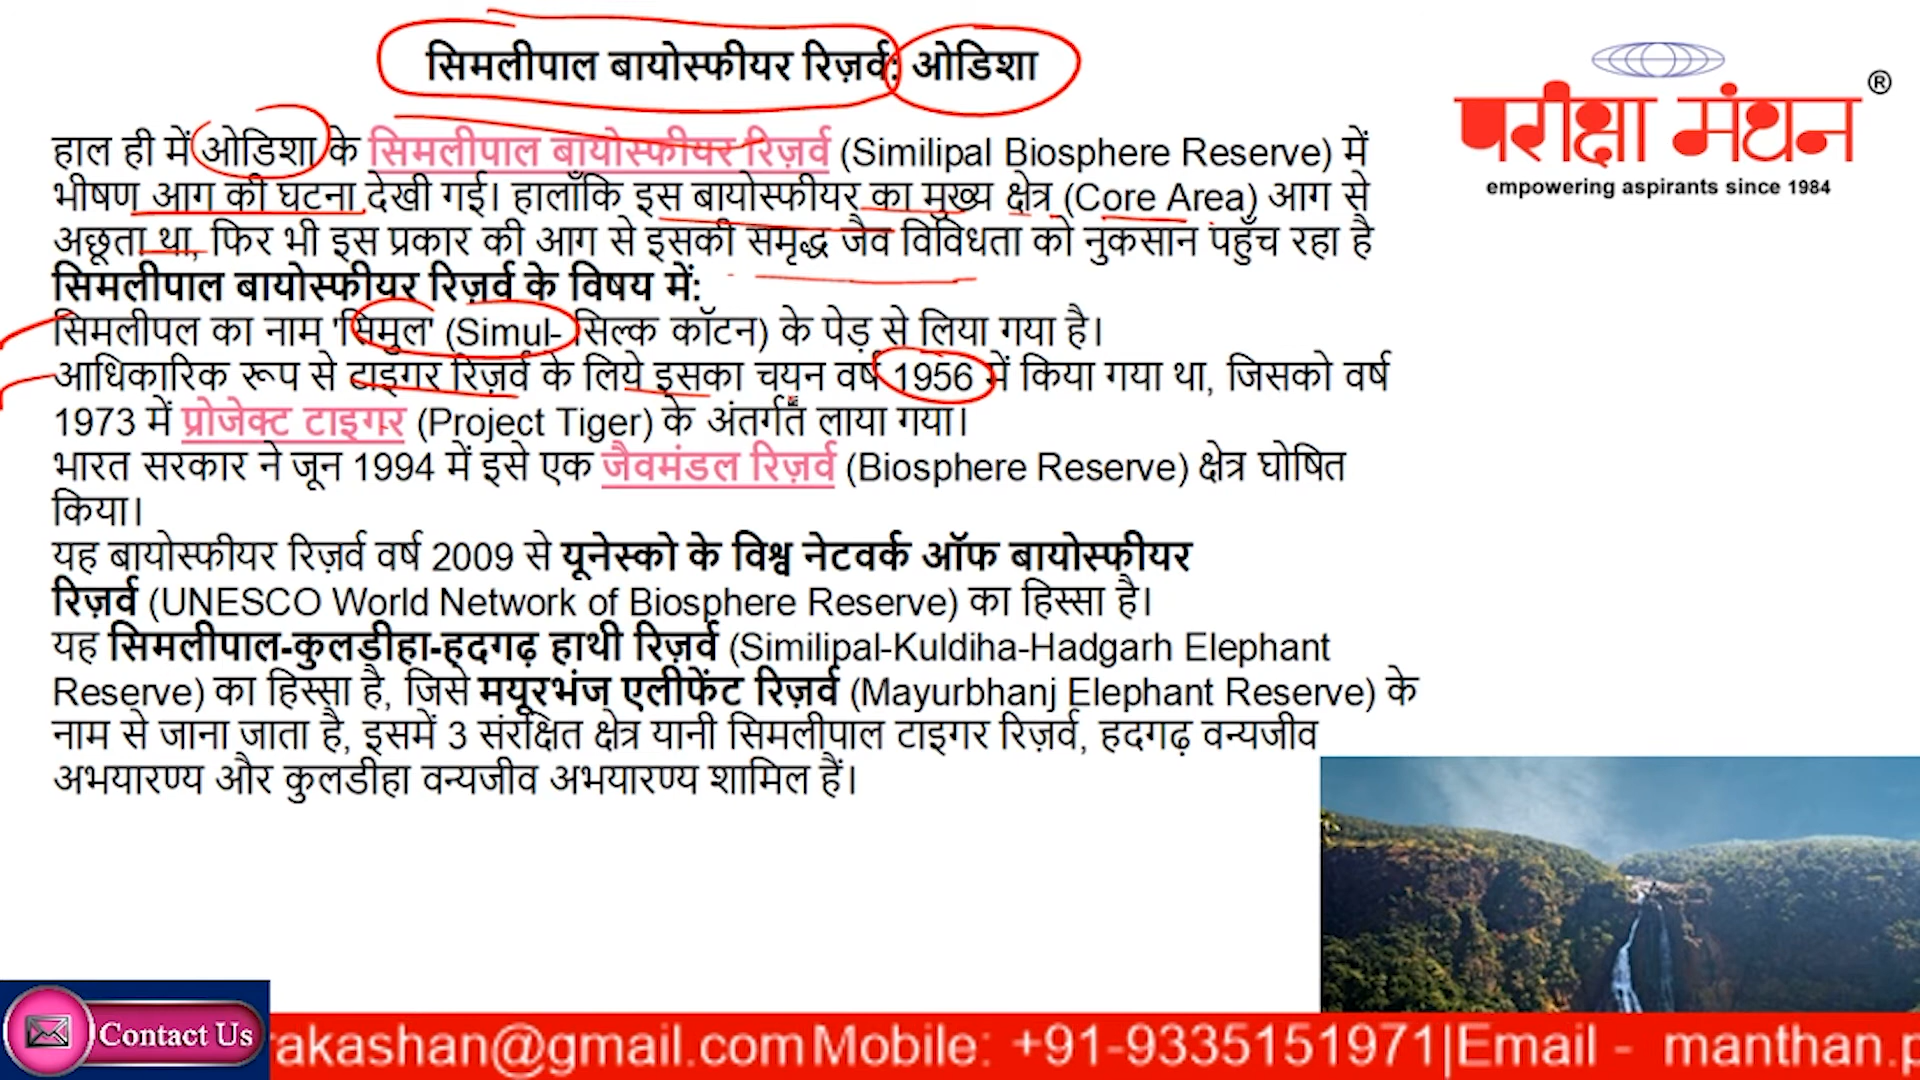 सिमलीपाल बायोस्फीयर रिज़र्व: ओडिशा
परीक्षा मंथन ®
empowering aspirants since 1984
हाल ही में ओडिशा के सिमलीपाल बायोस्फीयर रिज़र्व (Similipal Biosphere Reserve) में
भीषण आग की घटना देखी गई। हालाँकि इस बायोस्फीयर का मुख्य क्षेत्र (Core Area) आग से
अछूता था, फिर भी इस प्रकार की आग से इसकी समृद्ध जैव विविधता को नुकसान पहुँच रहा है
सिमलीपाल बायोस्फीयर रिज़र्व के विषय में:
सिमलीपल का नाम 'सिमुल' (Simul- सिल्क कॉटन) के पेड़ से लिया गया है।
आधिकारिक रूप से टाइगर रिज़र्व के लिये इसका चयन वर्ष 1956 में किया गया था, जिसको वर्ष
1973 में प्रोजेक्ट टाइगर (Project Tiger) के अंतर्गत लाया गया।
भारत सरकार ने जून 1994 में इसे एक जैवमंडल रिज़र्व (Biosphere Reserve) क्षेत्र घोषित
किया।
यह बायोस्फीयर रिज़र्व वर्ष 2009 से यूनेस्को के विश्व नेटवर्क ऑफ बायोस्फीयर
रिज़र्व (UNESCO World Network of Biosphere Reserve) का हिस्सा है।
यह सिमलीपाल-कुलडीहा-हदगढ़ हाथी रिज़र्व (Similipal-Kuldiha-Hadgarh Elephant
Reserve) का हिस्सा है, जिसे मयूरभंज एलीफेंट रिज़र्व (Mayurbhanj Elephant Reserve) के
नाम से जाना जाता है, इसमें 3 संरक्षित क्षेत्र यानी सिमलीपाल टाइगर रिज़र्व, हदगढ़ वन्यजीव
अभयारण्य और कुलडीहा वन्यजीव अभयारण्य शामिल हैं।
Contact Us
rakashan@gmail.com Mobile: +91-9335151971|Email - manthan.p